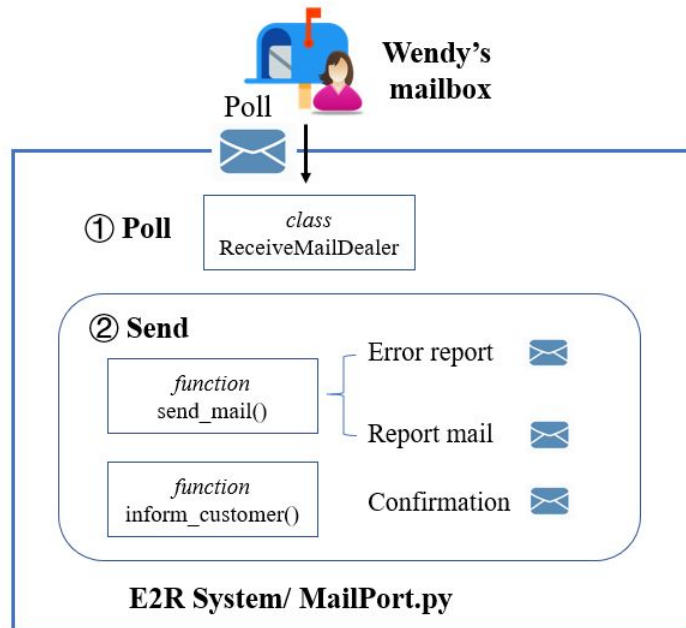 Wendy's
mailbox
Poll
① Poll
class
ReceiveMailDealer
② Send
function
send_mail()
Error report
Report mail
function
inform_customer()
Confirmation
E2R System/ MailPort.py